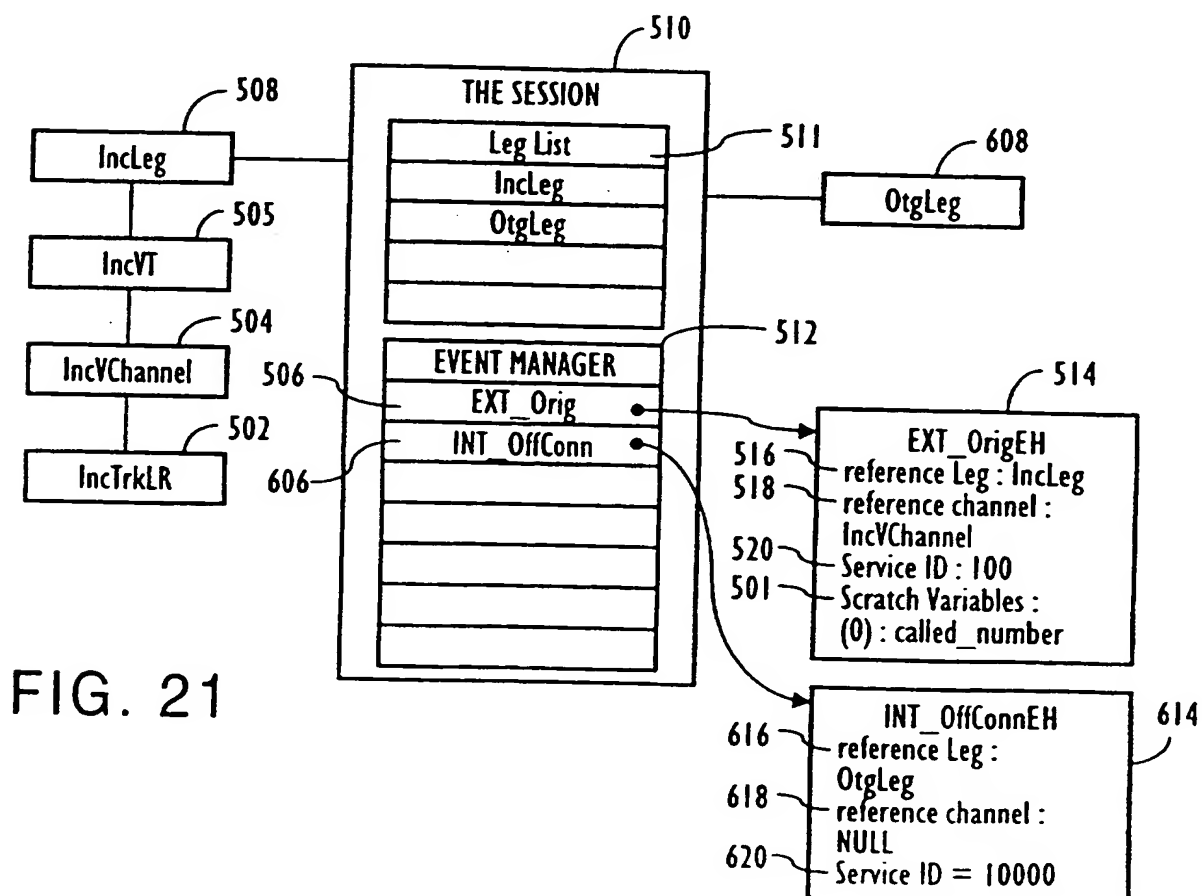 510
508
THE SESSION
IncLeg
Leg List
511
608
IncLeg
OtgLeg
505
OtgLeg
IncVT
504
512
IncVChannel
EVENT MANAGER
514
506
EXT_Orig
502
EXT_OrigEH
IncTrkLR
606
INT_OffConn
516
reference Leg : IncLeg
518
reference channel :
IncVChannel
520
Service ID : 100
501
Scratch Variables :
(0) : called_number
FIG. 21
INT_OffConnEH
614
616
reference Leg :
OtgLeg
618
reference channel :
NULL
620
Service ID = 10000